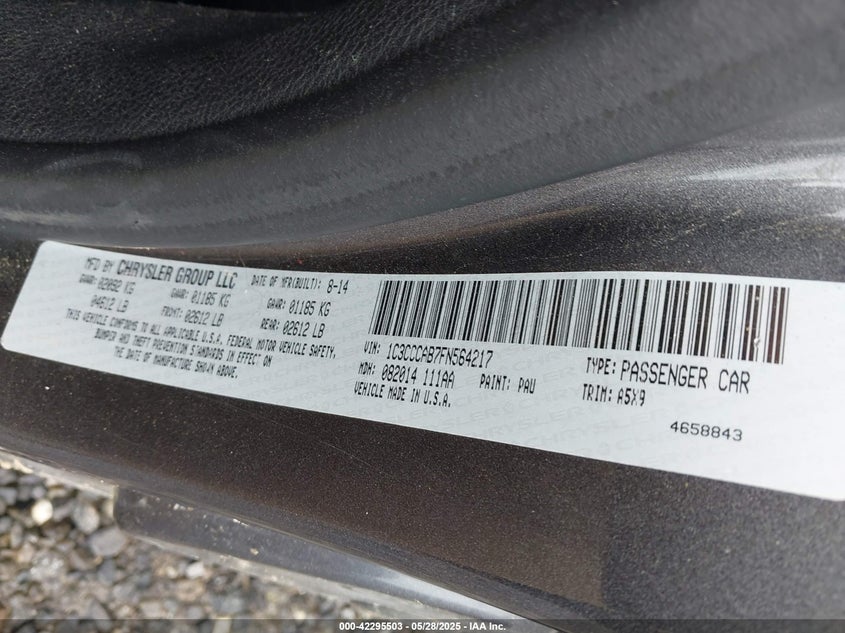 MFD BY CHRYSLER GROUP LLC DATE OF MFR(BUILT): 8-14
GAWR: 02092 KG GAWR: 01185 KG GAWR: 01185 KG
04612 LB FRONT: 02612 LB REAR: 02612 LB
THIS VEHICLE CONFORMS TO ALL APPLICABLE U.S.A. FEDERAL MOTOR VEHICLE SAFETY,
BUMPER AND THEFT PREVENTION STANDARDS IN EFFECT ON
DATE OF MANUFACTURE SHOWN ABOVE.
VIN: 1C3CCCAB7FN564217 TYPE: PASSENGER CAR
MDH: 082014 111AA PAINT: PAU TRIM: A5X9
VEHICLE MADE IN U.S.A.
4658843
000-42295503 - 05/28/2025 - IAA Inc.